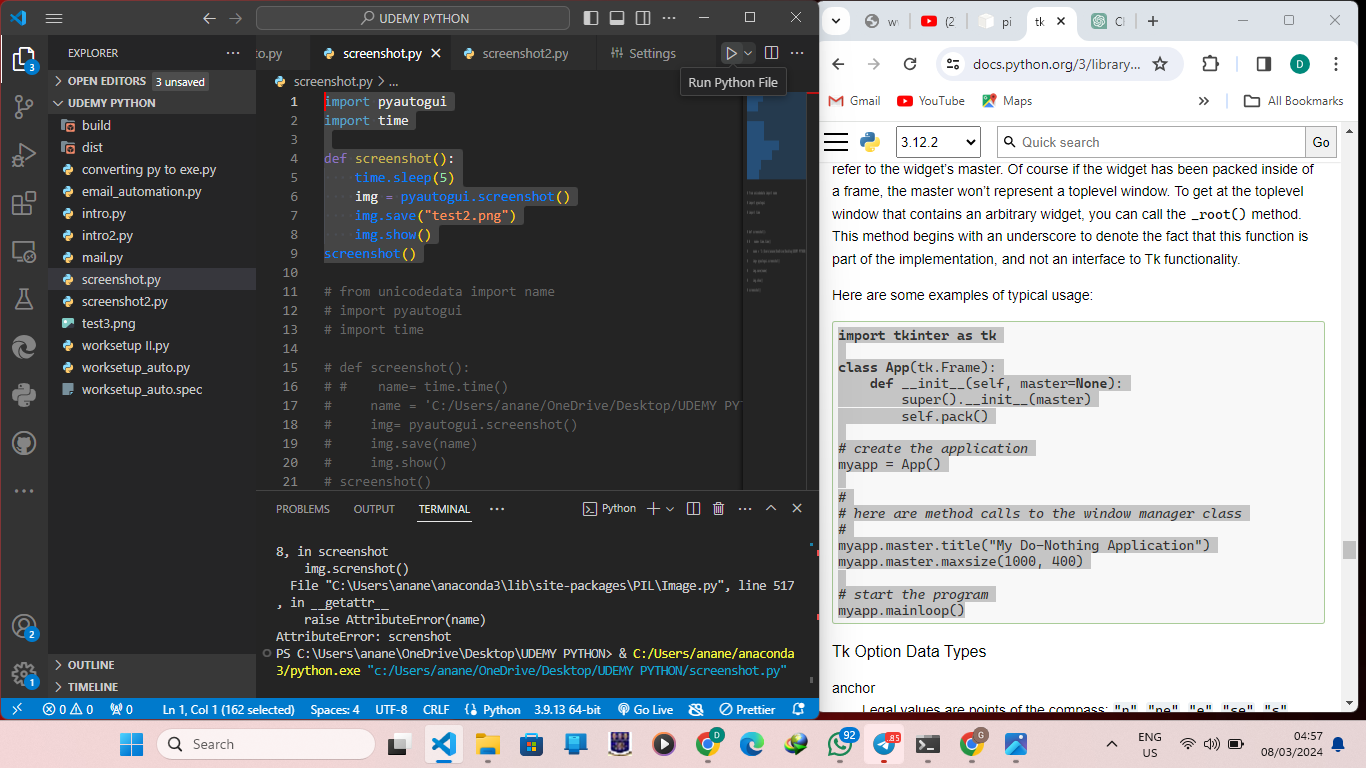 UDEMY PYTHON
EXPLORER
OPEN EDITORS 3 unsaved
UDEMY PYTHON
build
dist
converting py to exe.py
email_automation.py
intro.py
intro2.py
mail.py
screenshot.py
screenshot2.py
test3.png
worksetup II.py
worksetup_auto.py
worksetup_auto.spec
OUTLINE
TIMELINE
3
2
1
to.py
screenshot.py
screenshot2.py
Settings
screenshot.py > ...
Run Python File
1 import pyautogui
2 import time
3
4 def screenshot():
5 time.sleep(5)
6 img = pyautogui.screenshot()
7 img.save("test2.png")
8 img.show()
9 screenshot()
10
11 # from unicodedata import name
12 # import pyautogui
13 # import time
14
15 # def screenshot():
16 # # name= time.time()
17 # name = 'C:/Users/anane/OneDrive/Desktop/UDEMY PY
18 # img= pyautogui.screenshot()
19 # img.save(name)
20 # img.show()
21 # screenshot()
PROBLEMS OUTPUT TERMINAL ... Python
8, in screenshot
img.screnshot()
File "C:\Users\anane\anaconda3\lib\site-packages\PIL\Image.py", line 517
, in __getattr__
raise AttributeError(name)
AttributeError: screnshot
PS C:\Users\anane\OneDrive\Desktop\UDEMY PYTHON> & C:/Users/anane/anaconda
3/python.exe "c:/Users/anane/OneDrive/Desktop/UDEMY PYTHON/screenshot.py"
0 0 0 Ln 1, Col 1 (162 selected) Spaces: 4 UTF-8 CRLF Python 3.9.13 64-bit Go Live Prettier
(2
pi
tk
docs.python.org/3/library...
D
Gmail YouTube Maps » All Bookmarks
3.12.2 Quick search Go
refer to the widget's master. Of course if the widget has been packed inside of
a frame, the master won't represent a toplevel window. To get at the toplevel
window that contains an arbitrary widget, you can call the _root() method.
This method begins with an underscore to denote the fact that this function is
part of the implementation, and not an interface to Tk functionality.
Here are some examples of typical usage:
import tkinter as tk
class App(tk.Frame):
def __init__(self, master=None):
super().__init__(master)
self.pack()
# create the application
myapp = App()
#
# here are method calls to the window manager class
#
myapp.master.title("My Do-Nothing Application")
myapp.master.maxsize(1000, 400)
# start the program
myapp.mainloop()
Tk Option Data Types
anchor
Legal values are points of the compass: "n", "ne", "e", "se", "s",
Search
D
92
85
G
ENG
US
04:57
08/03/2024